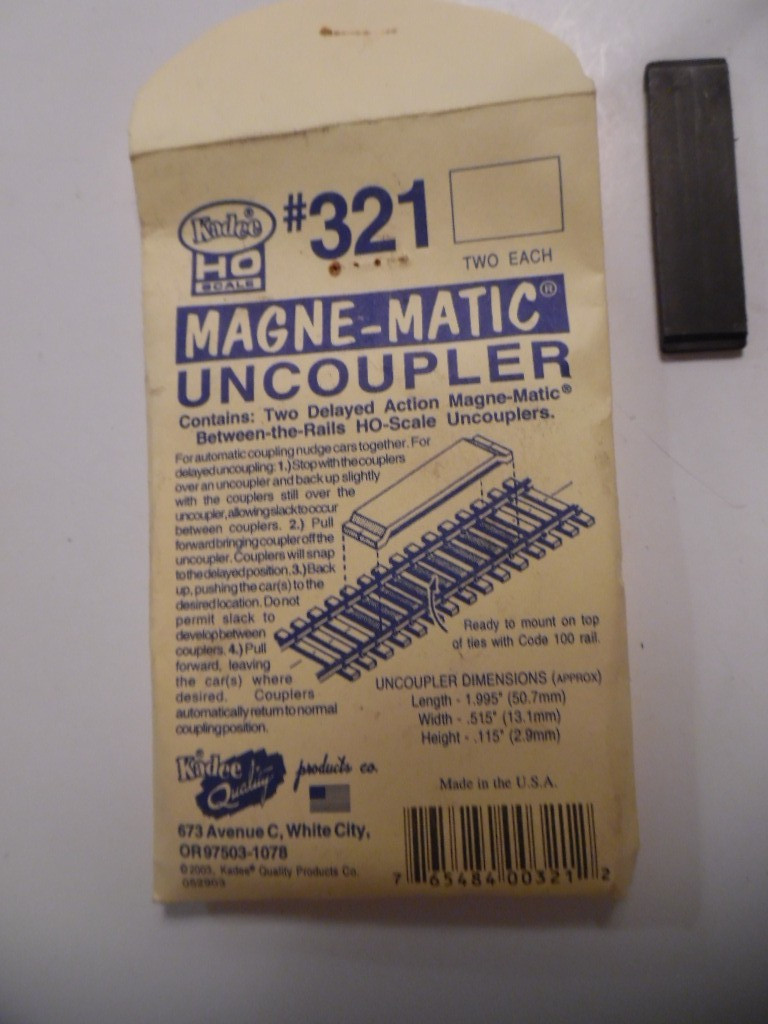 Kadee
HO
SCALE
#321
TWO EACH
MAGNE-MATIC®
UNCOUPLER
Contains: Two Delayed Action Magne-Matic®
Between-the-Rails HO-Scale Uncouplers.
For automatic coupling nudge cars together. For
delayed uncoupling: 1.) Stop with the couplers
over an uncoupler and back up slightly
with the couplers still over the
uncoupler, allowing slack to occur
between couplers. 2.) Pull
forward bringing coupler off the
uncoupler. Couplers will snap
to the delayed position. 3.) Back
up, pushing the car(s) to the
desired location. Do not
permit slack to
develop between
couplers. 4.) Pull
forward, leaving
the car(s) where
desired. Couplers
automatically return to normal
coupling position.
Ready to mount on top
of ties with Code 100 rail.
UNCOUPLER DIMENSIONS (APPROX)
Length - 1.995" (50.7mm)
Width - .515" (13.1mm)
Height - .115" (2.9mm)
Kadee Quality products co.
Made in the U.S.A.
673 Avenue C, White City,
OR 97503-1078
©2003, Kadee® Quality Products Co.
052903
7 65484 00321 2